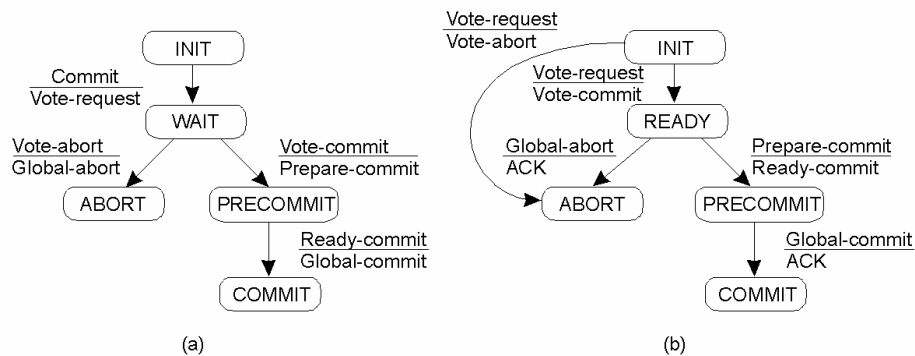 INIT
Commit
Vote-request
WAIT
Vote-abort
Global-abort
Vote-commit
Prepare-commit
ABORT
PRECOMMIT
Ready-commit
Global-commit
COMMIT
(a)
Vote-request
Vote-abort
INIT
Vote-request
Vote-commit
READY
Global-abort
ACK
Prepare-commit
Ready-commit
ABORT
PRECOMMIT
Global-commit
ACK
COMMIT
(b)